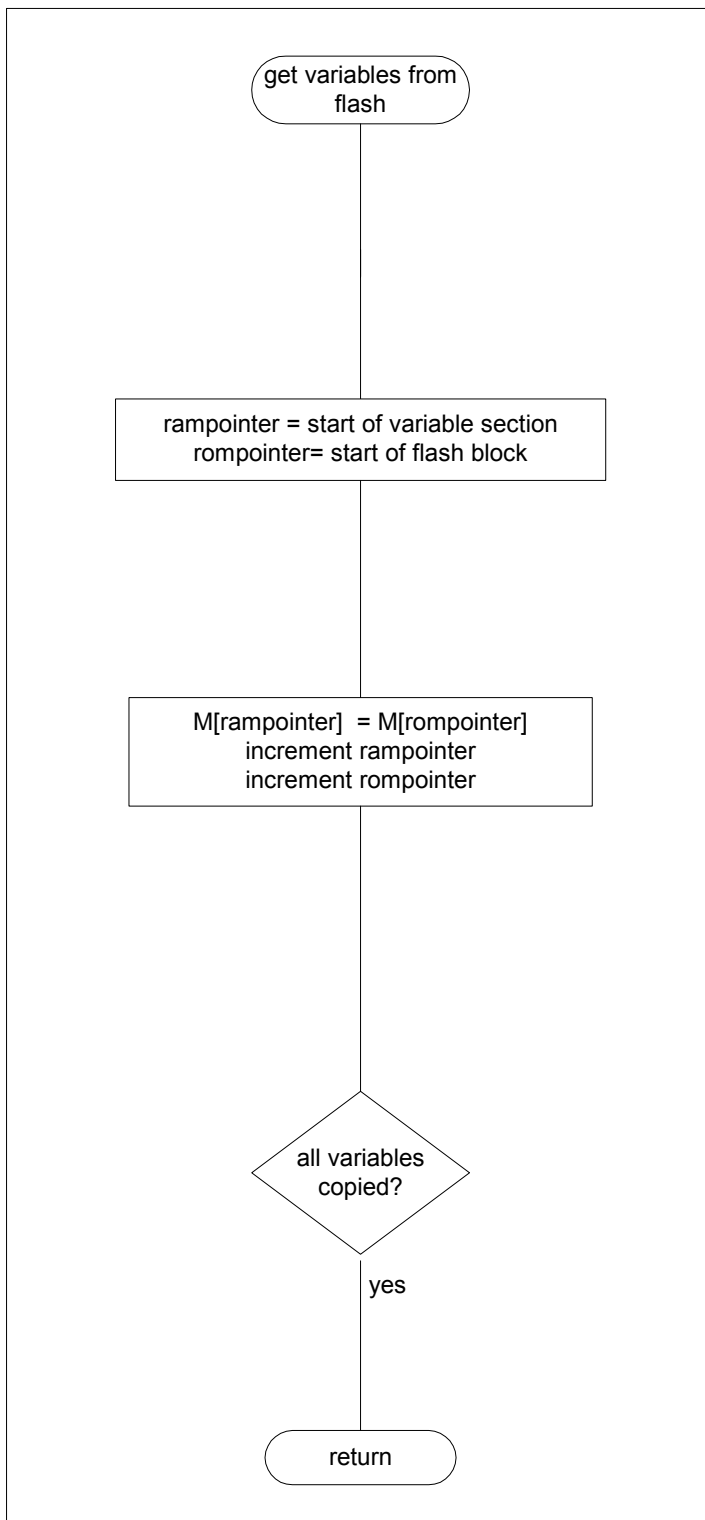 get variables from
flash
rampointer = start of variable section
rompointer= start of flash block
M[rampointer]  = M[rompointer]
increment rampointer
increment rompointer
all variables
copied?
yes
return